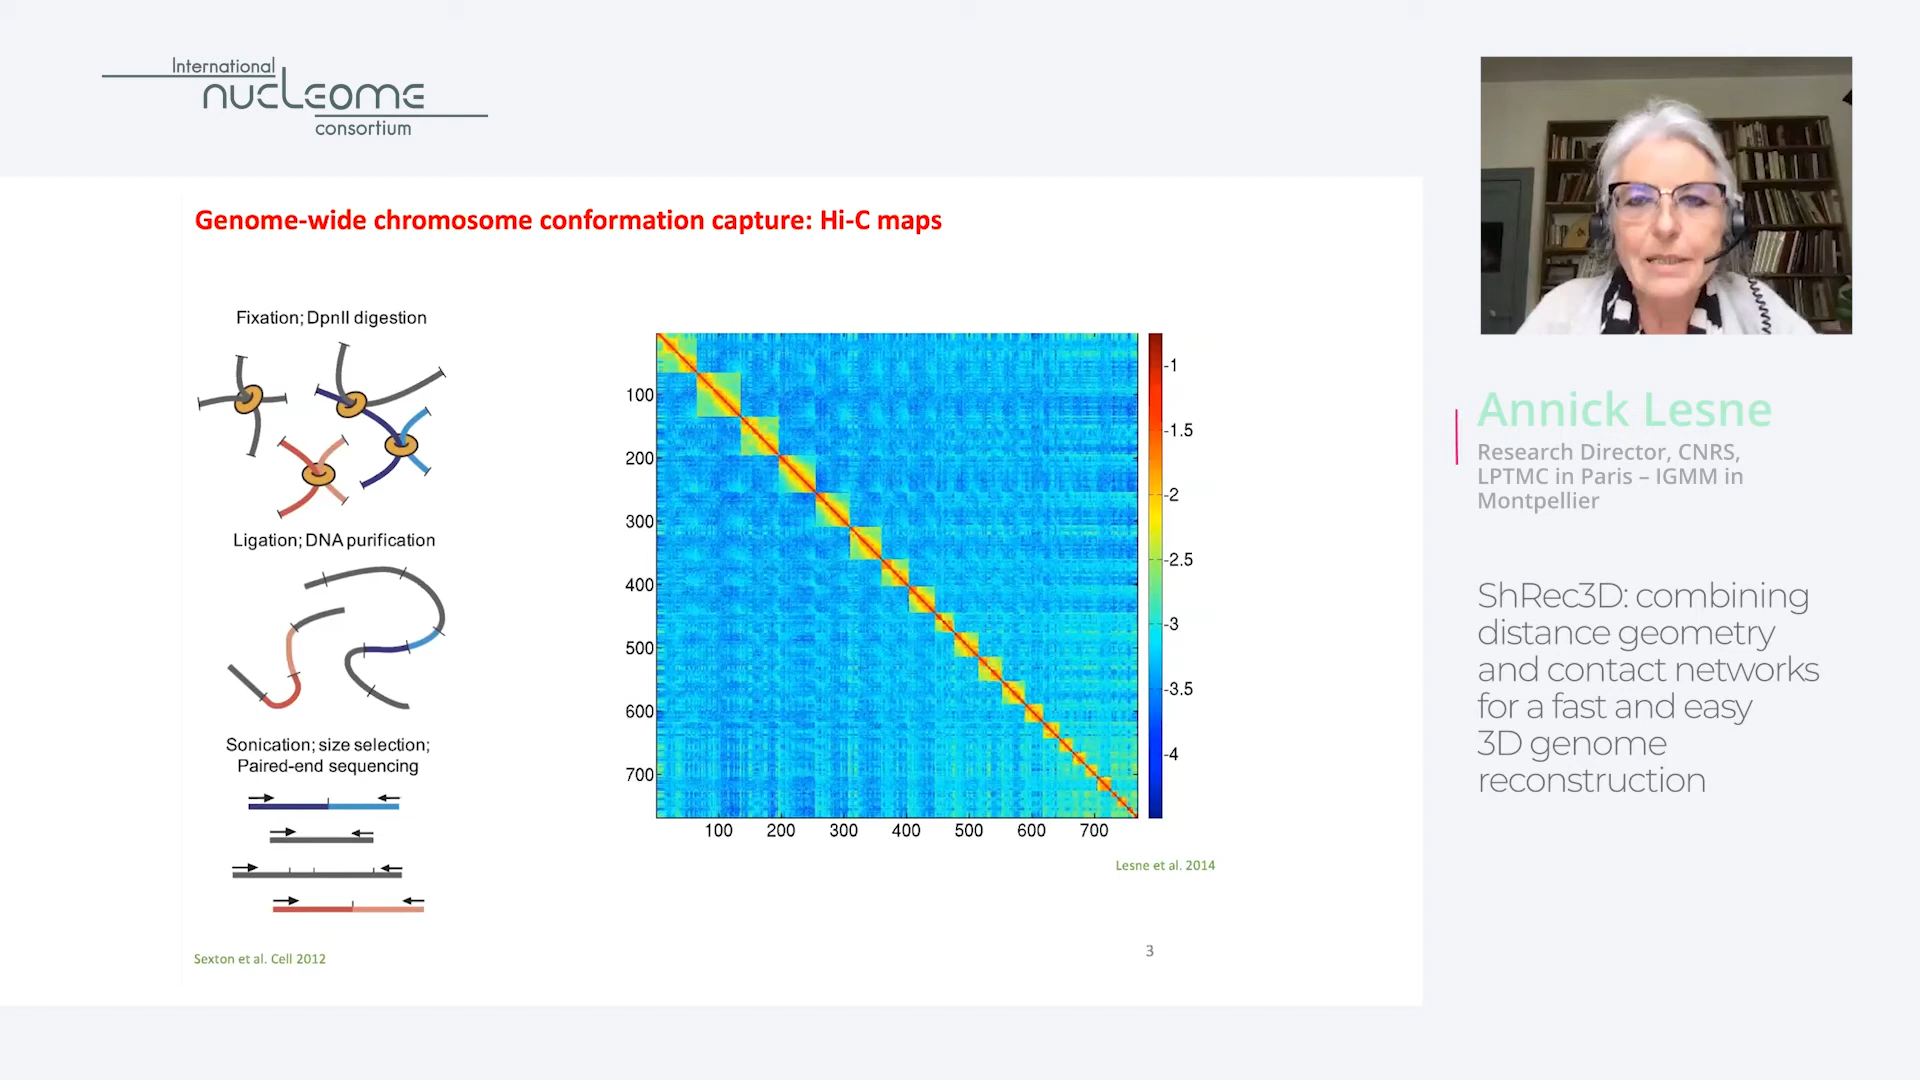 International
nucleome
consortium
Genome-wide chromosome conformation capture: Hi-C maps
Fixation; DpnII digestion
Ligation; DNA purification
Sonication; size selection;
Paired-end sequencing
Sexton et al. Cell 2012
100
200
300
400
500
600
700
100 200 300 400 500 600 700
-1
-1.5
-2
-2.5
-3
-3.5
-4
Lesne et al. 2014
3
Annick Lesne
Research Director, CNRS,
LPTMC in Paris – IGMM in
Montpellier
ShRec3D: combining
distance geometry
and contact networks
for a fast and easy
3D genome
reconstruction